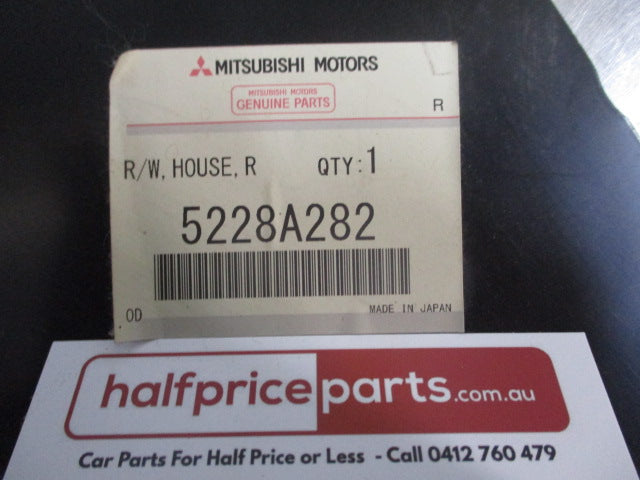 MITSUBISHI MOTORS
MITSUBISHI MOTORS
GENUINE PARTS
R
R/W, HOUSE, R QTY:1
5228A282
OD MADE IN JAPAN
halfpriceparts.com.au
Car Parts For Half Price or Less - Call 0412 760 479